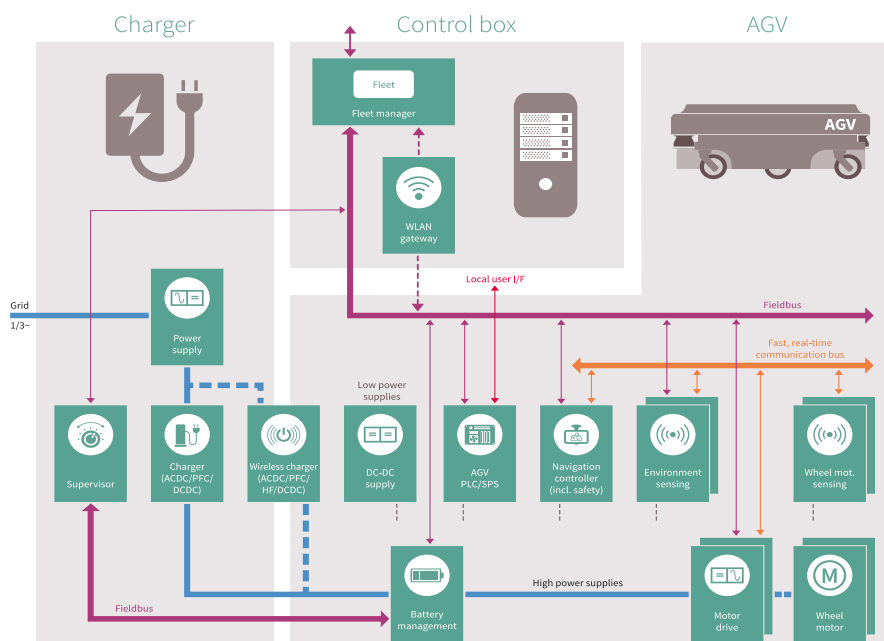 Charger
Control box
AGV
Fleet
Fleet manager
AGV
WLAN
gateway
Local user I/F
Grid
1/3~
Fieldbus
Power
supply
Fast, real-time
communication bus
Low power
supplies
Supervisor
Charger
(ACDC/PFC/
DCDC)
Wireless charger
(ACDC/PFC/
HF/DCDC)
DC-DC
supply
AGV
PLC/SPS
Navigation
controller
(incl. safety)
Environment
sensing
Wheel mot.
sensing
High power supplies
Fieldbus
Battery
management
Motor
drive
M
Wheel
motor